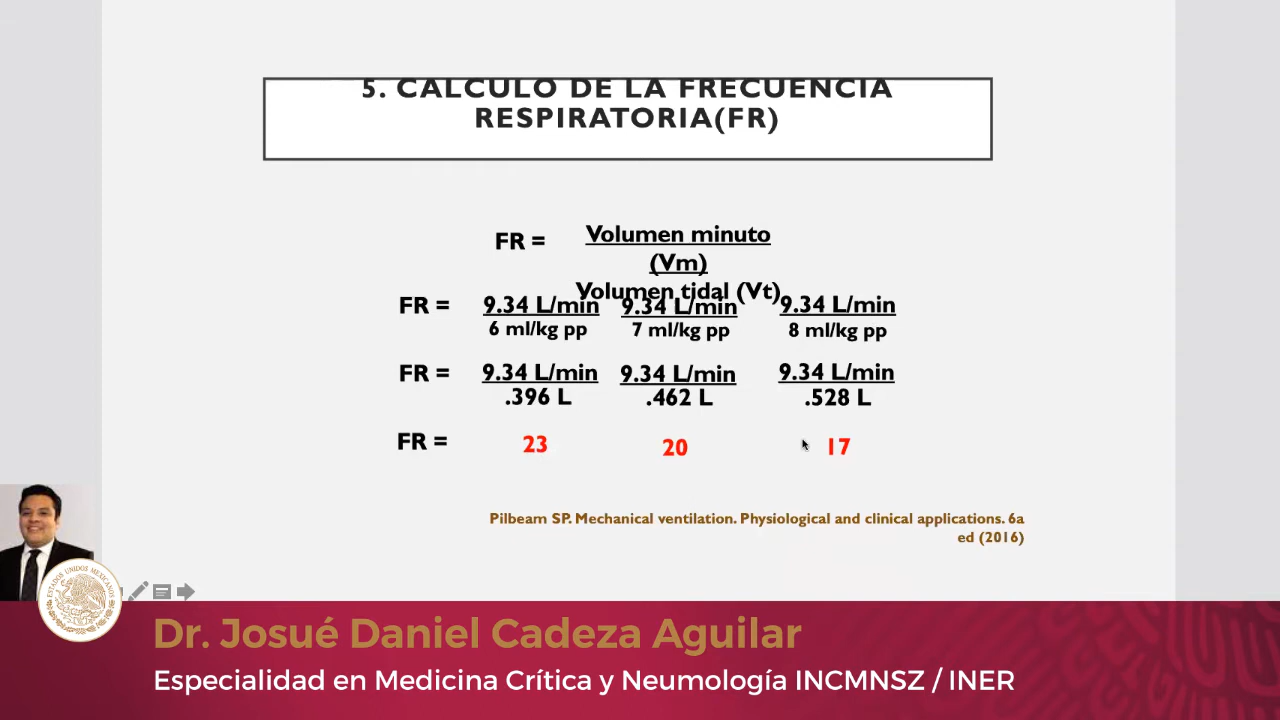 5. CALCULO DE LA FRECUENCIA
RESPIRATORIA(FR)
FR =
Volumen minuto
(Vm)
Volumen tidal (Vt)
FR = 9.34 L/min 9.34 L/min 9.34 L/min
6 ml/kg pp 7 ml/kg pp 8 ml/kg pp
FR = 9.34 L/min 9.34 L/min 9.34 L/min
.396 L .462 L .528 L
FR = 23 20 17
Pilbeam SP. Mechanical ventilation. Physiological and clinical applications. 6a
ed (2016)
ESTADOS UNIDOS MEXICANOS
Dr. Josué Daniel Cadeza Aguilar
Especialidad en Medicina Crítica y Neumología INCMNSZ / INER